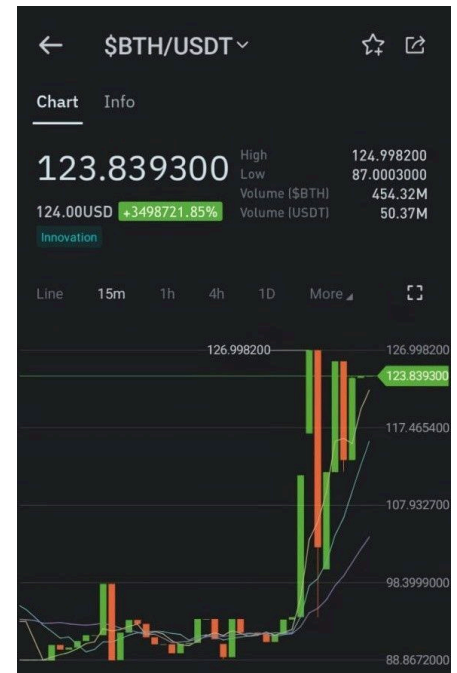 $BTH/USDT
Chart Info
123.839300
High 124.998200
Low 87.0003000
Volume ($BTH) 454.32M
Volume (USDT) 50.37M
124.00USD +3498721.85%
Innovation
Line 15m 1h 4h 1D More
126.998200
126.998200
123.839300
117.465400
107.932700
98.3999000
88.8672000